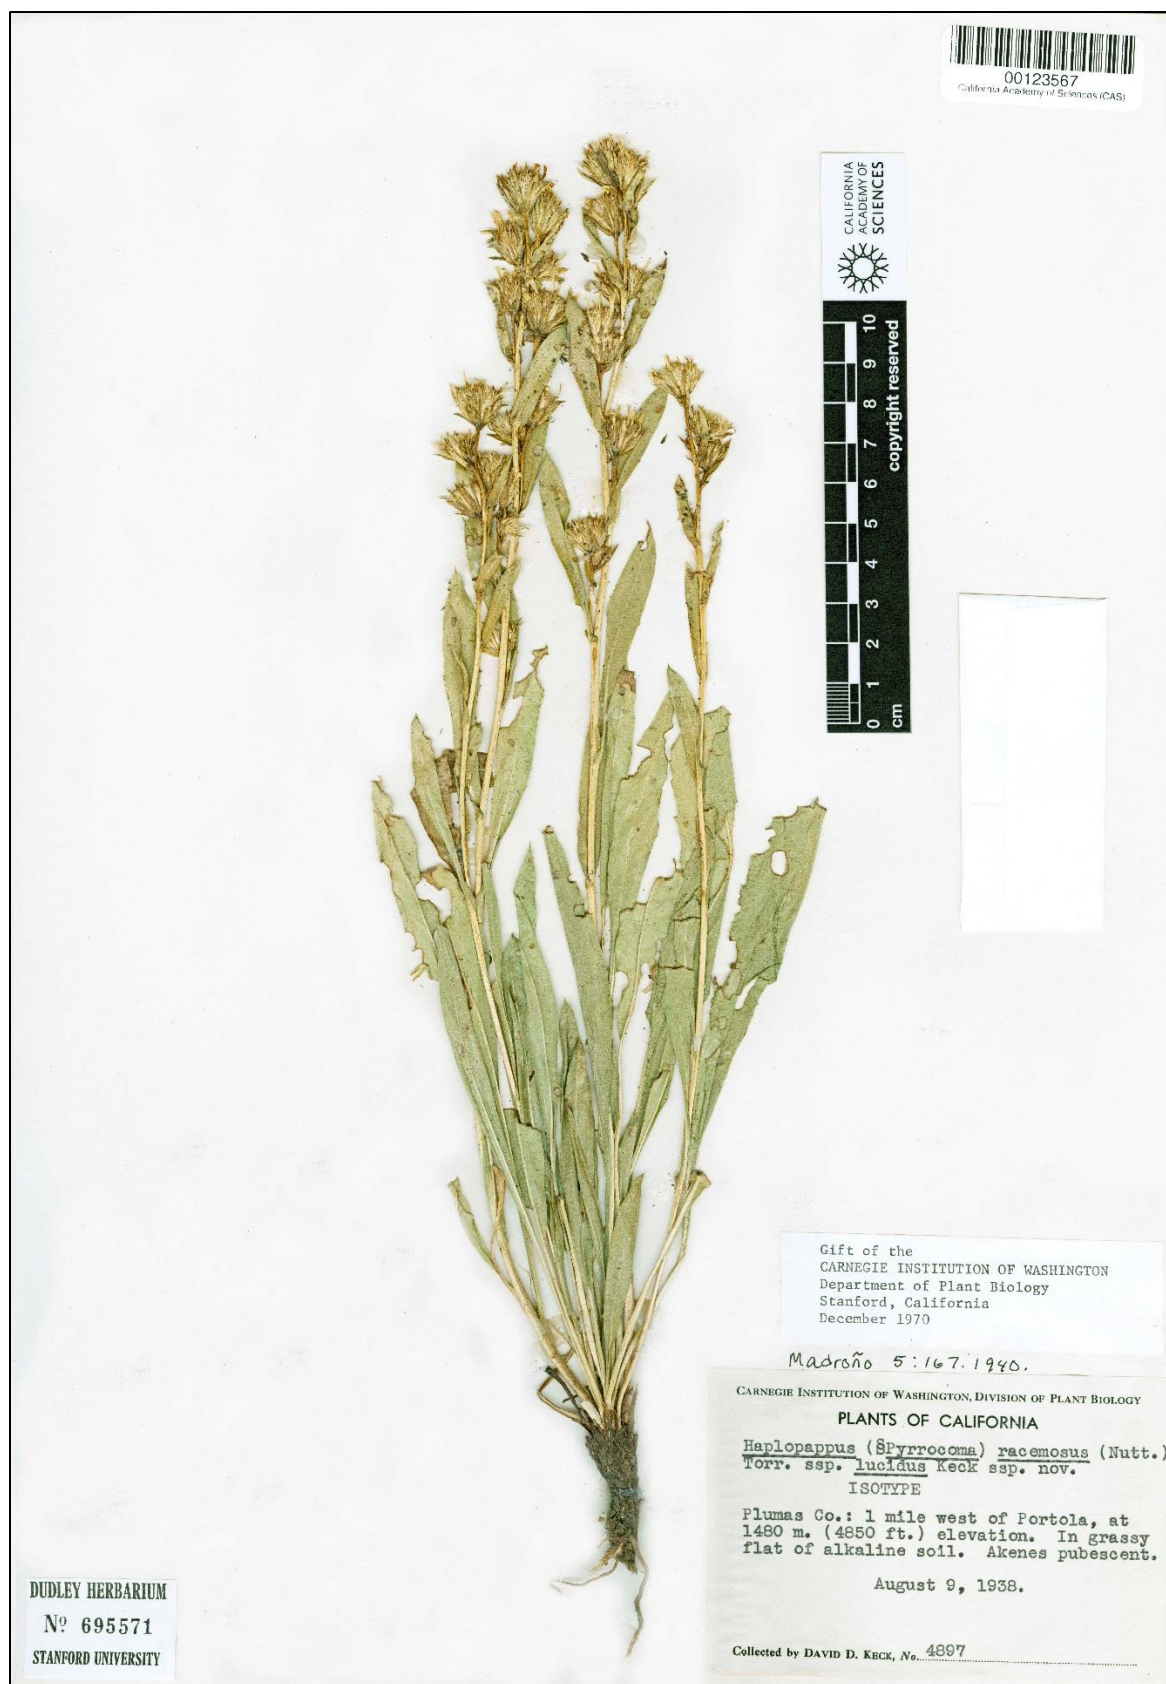 00123567
California Academy of Sciences (CAS)
CALIFORNIA
ACADEMY OF
SCIENCES
copyright reserved
10
9
8
7
6
5
4
3
2
1
0
cm
Gift of the
CARNEGIE INSTITUTION OF WASHINGTON
Department of Plant Biology
Stanford, California
December 1970
Madroño 5:167. 1940.
CARNEGIE INSTITUTION OF WASHINGTON, DIVISION OF PLANT BIOLOGY
PLANTS OF CALIFORNIA
Haplopappus (Pyrrocoma) racemosus (Nutt.)
Torr. ssp. lucidus Keck ssp. nov.
ISOTYPE
Plumas Co.: 1 mile west of Portola, at
1480 m. (4850 ft.) elevation. In grassy
flat of alkaline soil. Akenes pubescent.
August 9, 1938.
Collected by DAVID D. KECK, No. 4897
DUDLEY HERBARIUM
Nº 695571
STANFORD UNIVERSITY